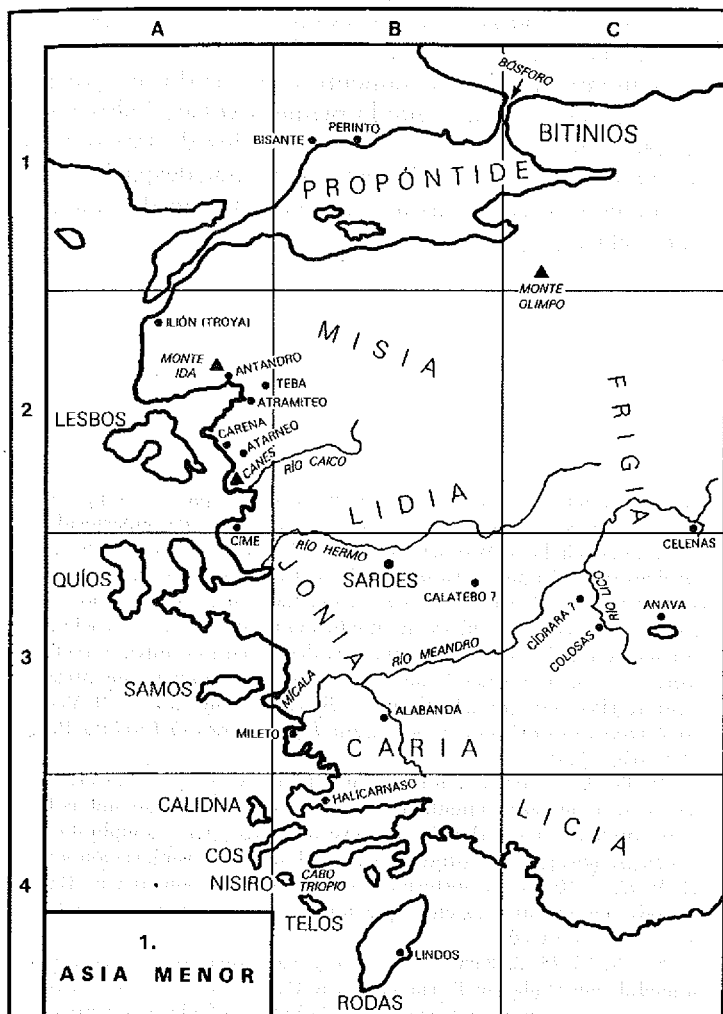 A
B
C
1
2
3
4
BÓSFORO
BITINIOS
PERINTO
BISANTE
PROPÓNTIDE
MONTE
OLIMPO
ILIÓN (TROYA)
MISIA
MONTE
IDA
ANTANDRO
TEBA
ATRAMITEO
FRIGIA
LESBOS
CARENA
ATARNEO
CANES
RÍO CAICO
LIDIA
CIME
RÍO HERMO
CELENAS
QUÍOS
JONIA
SARDES
CALATEBO ?
CÍDRARA ?
RÍO LICO
COLOSAS
ANAVA
RÍO MEANDRO
SAMOS
MÍCALA
ALABANDA
MILETO
CARIA
CALIDNA
HALICARNASO
LICIA
COS
NISIRO
CABO
TRIOPIO
TELOS
LINDOS
RODAS
1.
ASIA MENOR